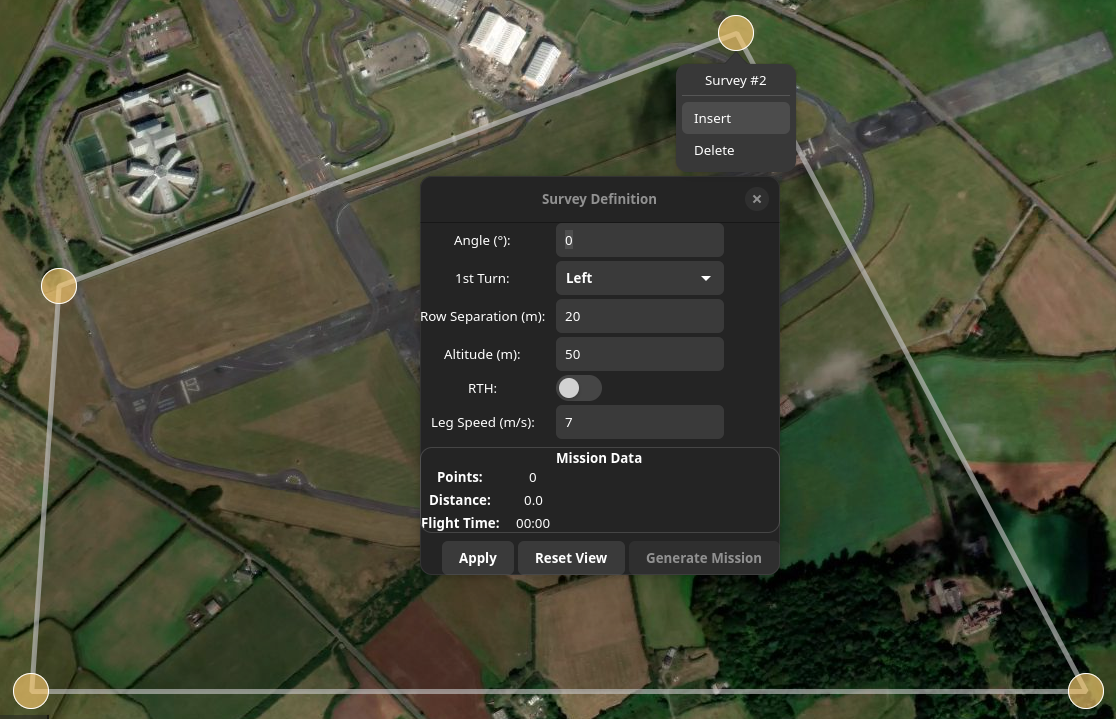 Survey #2
Insert
Delete
Survey Definition
Angle (°): 0
1st Turn: Left
Row Separation (m): 20
Altitude (m): 50
RTH:
Leg Speed (m/s): 7
Mission Data
Points: 0
Distance: 0.0
Flight Time: 00:00
Apply Reset View Generate Mission